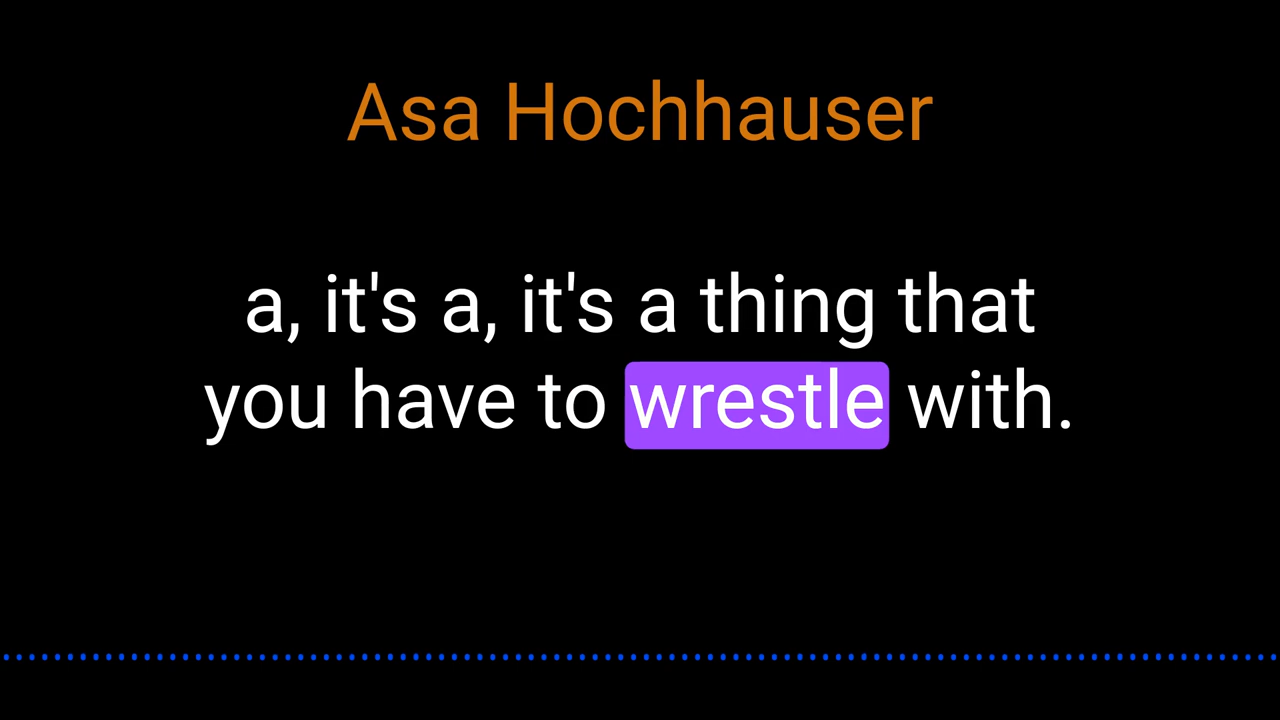 Asa Hochhauser
a, it's a, it's a thing that
you have to wrestle with.